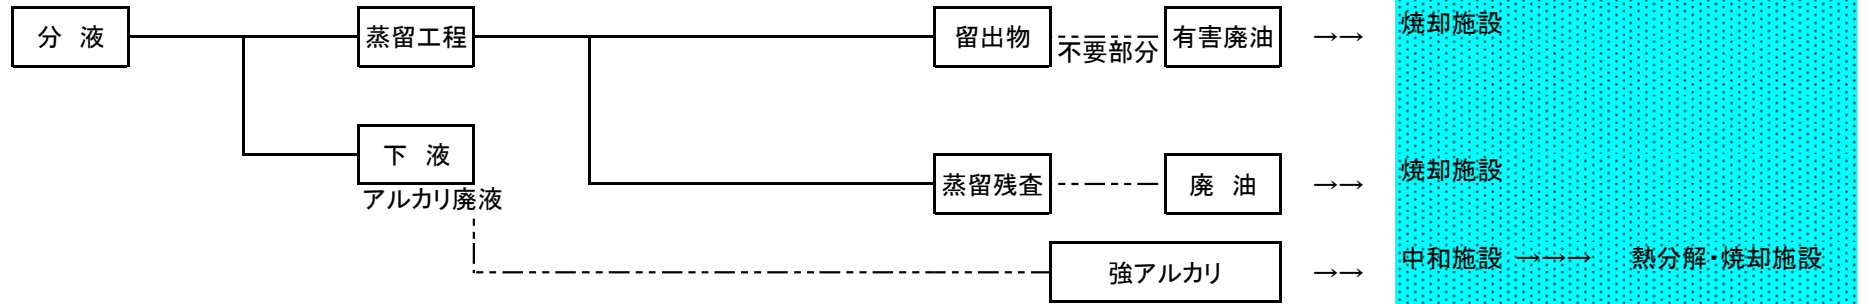 分　液
蒸留工程
留出物
不要部分
有害廃油
→→
焼却施設
下　液
アルカリ廃液
蒸留残査
廃　油
→→
焼却施設
強アルカリ
→→
中和施設 →→→ 熱分解・焼却施設